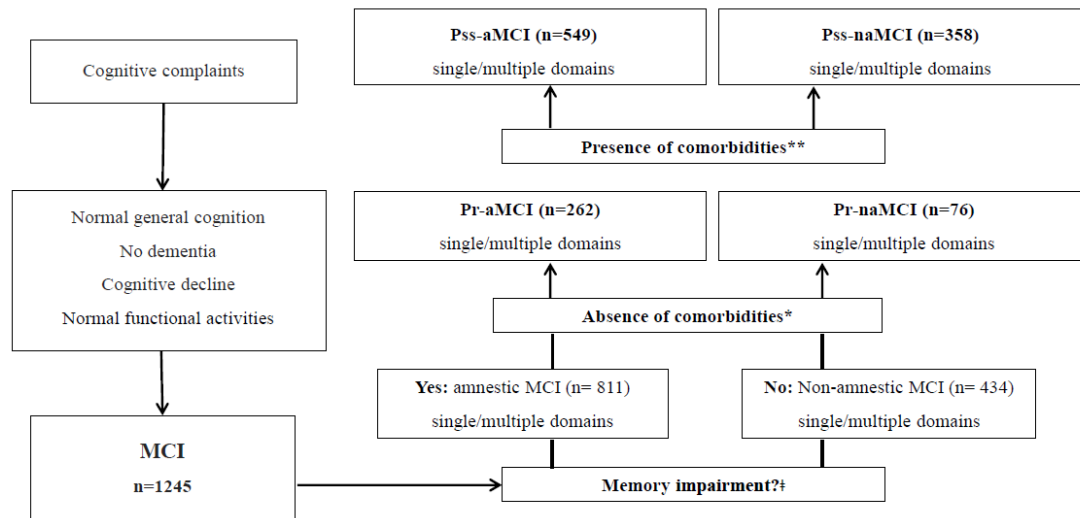 Cognitive complaints
Normal general cognition
No dementia
Cognitive decline
Normal functional activities
MCI
n=1245
Pss-aMCI (n=549)
single/multiple domains
Pss-naMCI (n=358)
single/multiple domains
Presence of comorbidities**
Pr-aMCI (n=262)
single/multiple domains
Pr-naMCI (n=76)
single/multiple domains
Absence of comorbidities*
Yes: amnestic MCI (n= 811)
single/multiple domains
No: Non-amnestic MCI (n= 434)
single/multiple domains
Memory impairment?ǂ